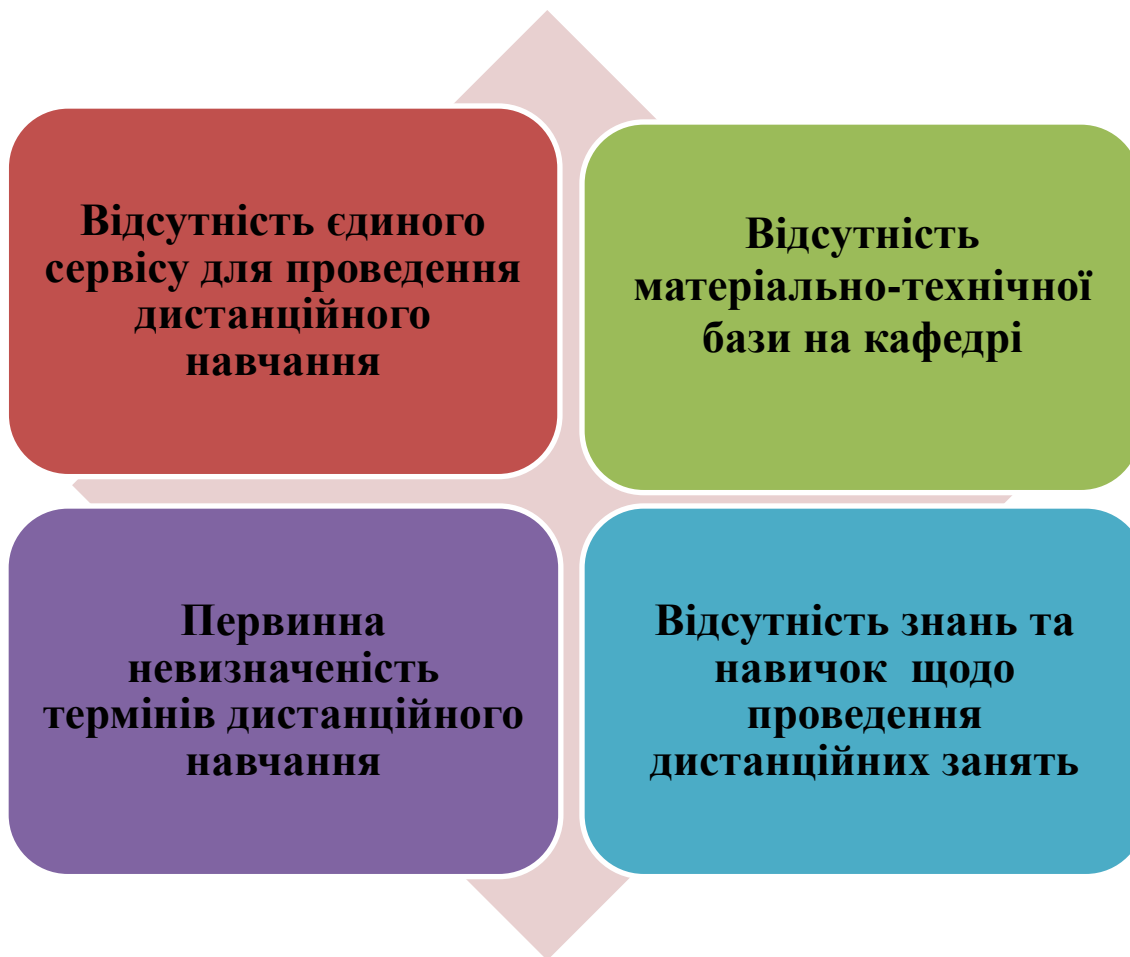 Відсутність єдиного
сервісу для проведення
дистанційного
навчання
Відсутність
матеріально-технічної
бази на кафедрі
Первинна
невизначеність
термінів дистанційного
навчання
Відсутність знань та
навичок щодо
проведення
дистанційних занять